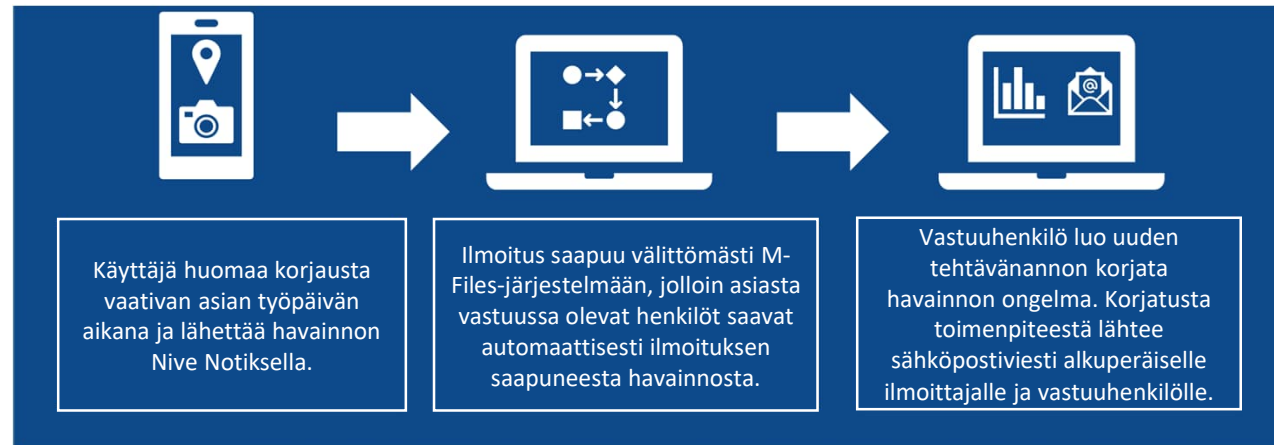 Käyttäjä huomaa korjausta
vaativan asian työpäivän
aikana ja lähettää havainnon
Nive Notiksella.
Ilmoitus saapuu välittömästi M-
Files-järjestelmään, jolloin asiasta
vastuussa olevat henkilöt saavat
automaattisesti ilmoituksen
saapuneesta havainnosta.
Vastuuhenkilö luo uuden
tehtävänannon korjata
havainnon ongelma. Korjatusta
toimenpiteestä lähtee
sähköpostiviesti alkuperäiselle
ilmoittajalle ja vastuuhenkilölle.